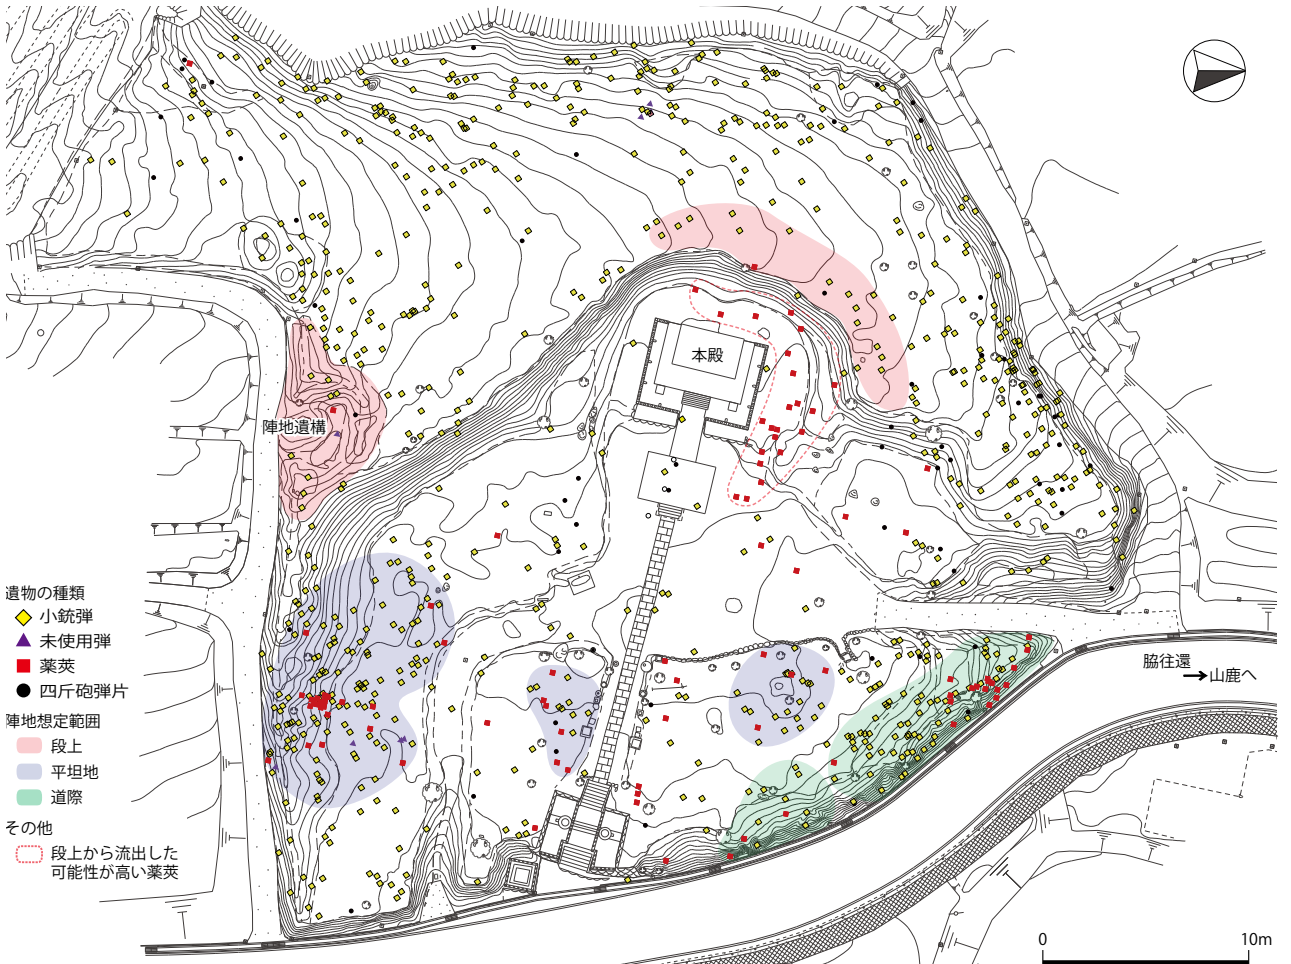 本殿
陣地遺構
遺物の種類
小銃弾
未使用弾
薬莢
四斤砲弾片
陣地想定範囲
段上
平坦地
道際
その他
段上から流出した
可能性が高い薬莢
脇往還
→山鹿へ
0 10m